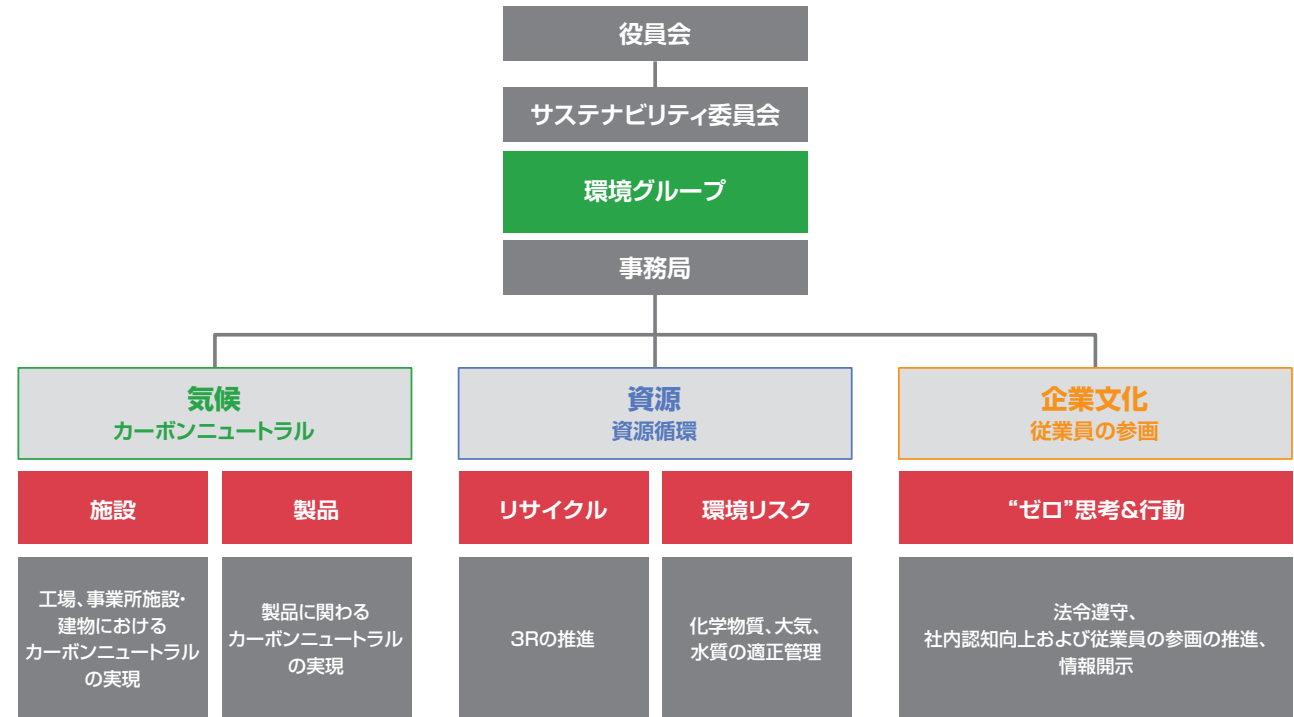 役員会
サステナビリティ委員会
環境グループ
事務局
気候
カーボンニュートラル
資源
資源循環
企業文化
従業員の参画
施設
製品
リサイクル
環境リスク
“ゼロ”思考&行動
工場、事業所施設・
建物における
カーボンニュートラル
の実現
製品に関わる
カーボンニュートラル
の実現
3Rの推進
化学物質、大気、
水質の適正管理
法令遵守、
社内認知向上および従業員の参画の推進、
情報開示